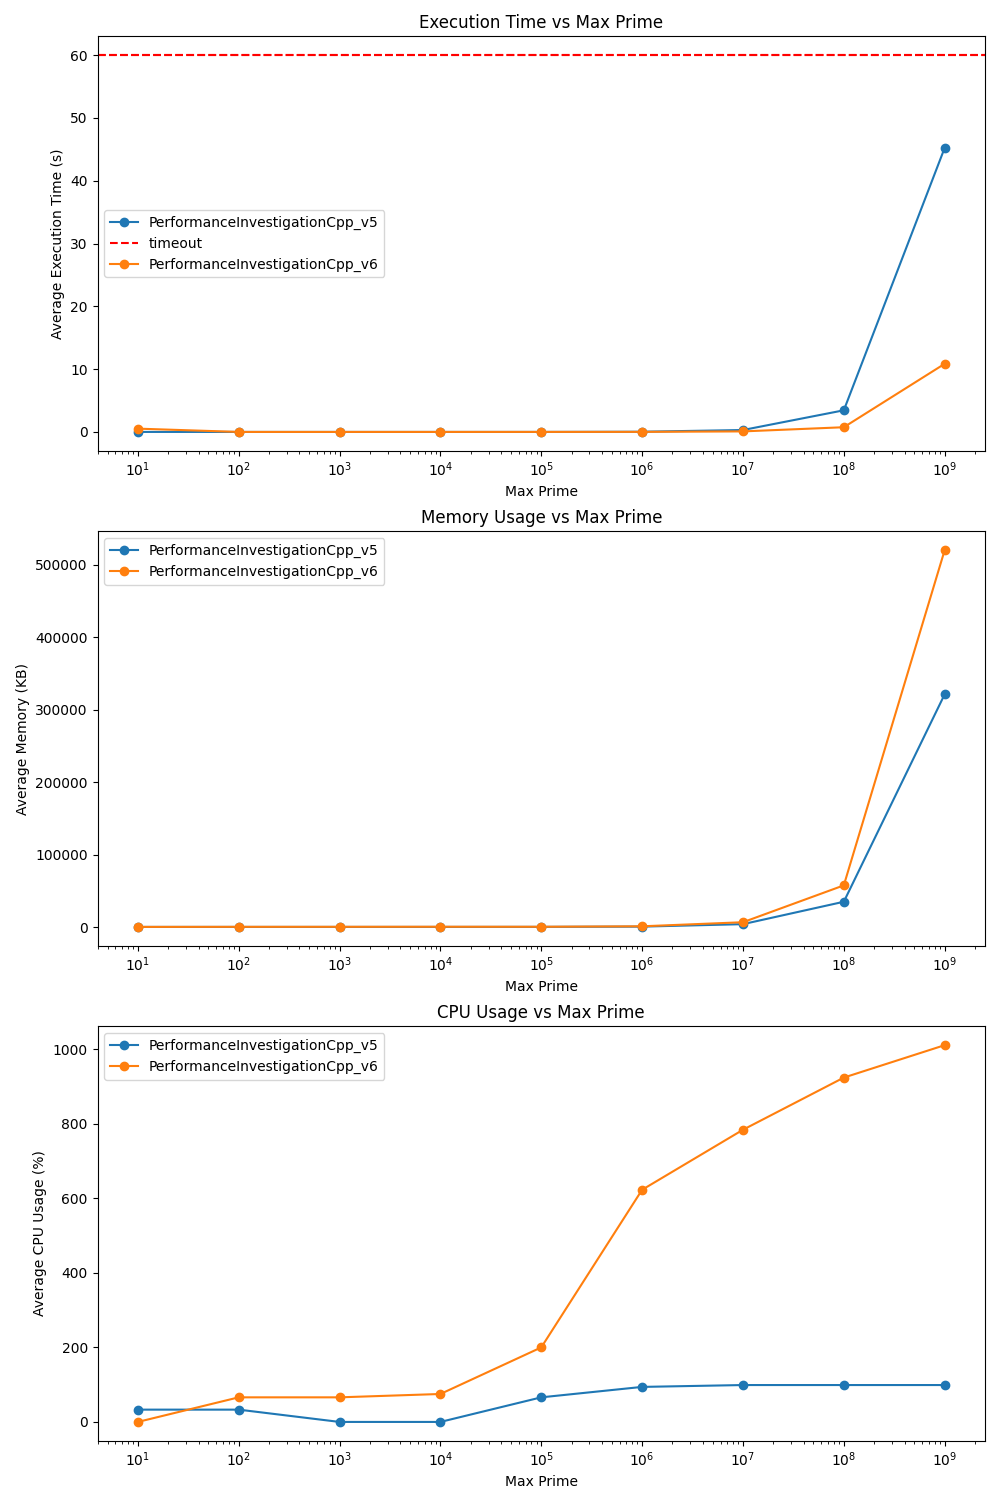 Execution Time vs Max Prime
60
50
40
30
20
10
0
Average Execution Time (s)
PerformanceInvestigationCpp_v5
timeout
PerformanceInvestigationCpp_v6
10¹ 10² 10³ 10⁴ 10⁵ 10⁶ 10⁷ 10⁸ 10⁹
Max Prime
Memory Usage vs Max Prime
PerformanceInvestigationCpp_v5
PerformanceInvestigationCpp_v6
500000
400000
300000
200000
100000
0
Average Memory (KB)
10¹ 10² 10³ 10⁴ 10⁵ 10⁶ 10⁷ 10⁸ 10⁹
Max Prime
CPU Usage vs Max Prime
PerformanceInvestigationCpp_v5
PerformanceInvestigationCpp_v6
1000
800
600
400
200
0
Average CPU Usage (%)
10¹ 10² 10³ 10⁴ 10⁵ 10⁶ 10⁷ 10⁸ 10⁹
Max Prime